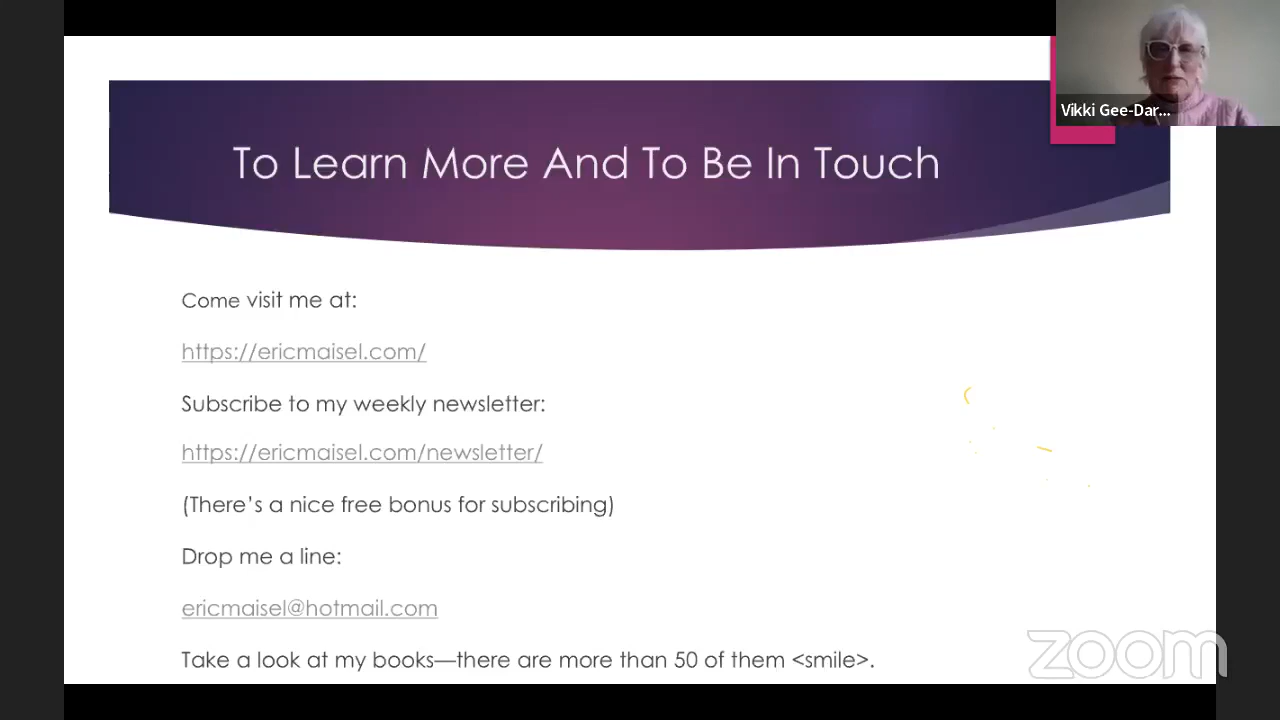 Vikki Gee-Dar...
To Learn More And To Be In Touch
Come visit me at:
https://ericmaisel.com/
Subscribe to my weekly newsletter:
https://ericmaisel.com/newsletter/
(There’s a nice free bonus for subscribing)
Drop me a line:
ericmaisel@hotmail.com
Take a look at my books—there are more than 50 of them <smile>.
zoom